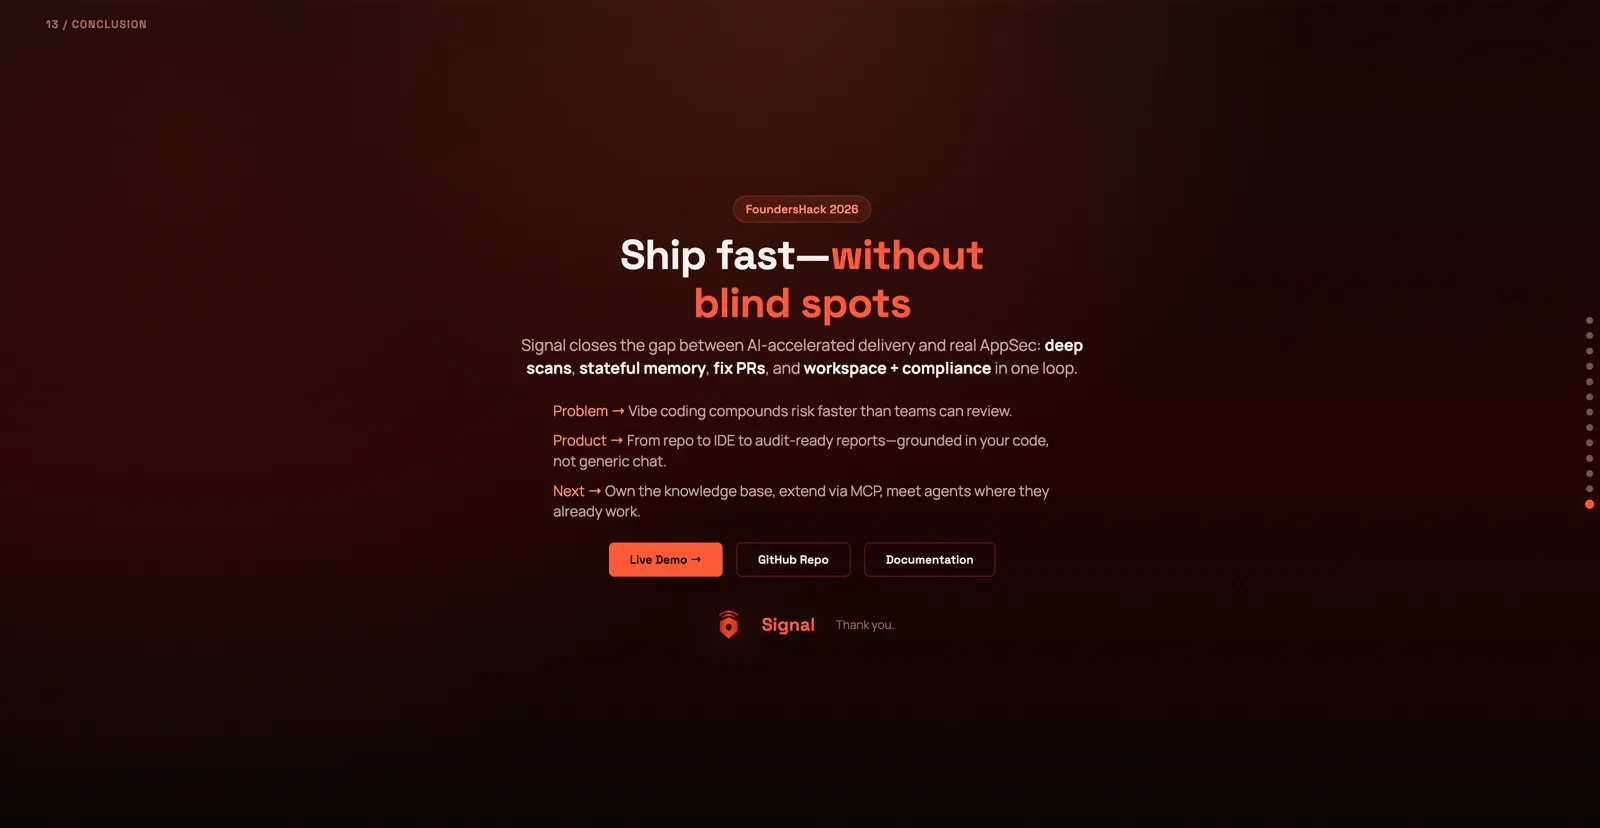 13 / CONCLUSION
FoundersHack 2026
Ship fast—without
blind spots
Signal closes the gap between AI-accelerated delivery and real AppSec: deep
scans, stateful memory, fix PRs, and workspace + compliance in one loop.
Problem → Vibe coding compounds risk faster than teams can review.
Product → From repo to IDE to audit-ready reports—grounded in your code,
not generic chat.
Next → Own the knowledge base, extend via MCP, meet agents where they
already work.
Live Demo → GitHub Repo Documentation
Signal Thank you.